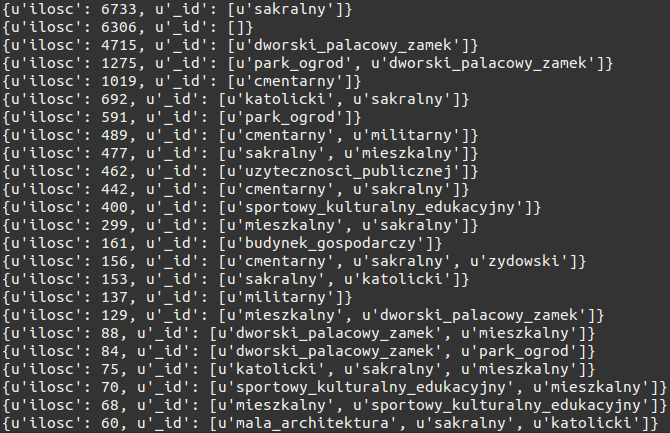 {u'ilosc': 6733, u'_id': [u'sakralny']}
{u'ilosc': 6306, u'_id': []}
{u'ilosc': 4715, u'_id': [u'dworski_palacowy_zamek']}
{u'ilosc': 1275, u'_id': [u'park_ogrod', u'dworski_palacowy_zamek']}
{u'ilosc': 1019, u'_id': [u'cmentarny']}
{u'ilosc': 692, u'_id': [u'katolicki', u'sakralny']}
{u'ilosc': 591, u'_id': [u'park_ogrod']}
{u'ilosc': 489, u'_id': [u'cmentarny', u'militarny']}
{u'ilosc': 477, u'_id': [u'sakralny', u'mieszkalny']}
{u'ilosc': 462, u'_id': [u'uzytecznosci_publicznej']}
{u'ilosc': 442, u'_id': [u'cmentarny', u'sakralny']}
{u'ilosc': 400, u'_id': [u'sportowy_kulturalny_edukacyjny']}
{u'ilosc': 299, u'_id': [u'mieszkalny', u'sakralny']}
{u'ilosc': 161, u'_id': [u'budynek_gospodarczy']}
{u'ilosc': 156, u'_id': [u'cmentarny', u'sakralny', u'zydowski']}
{u'ilosc': 153, u'_id': [u'sakralny', u'katolicki']}
{u'ilosc': 137, u'_id': [u'militarny']}
{u'ilosc': 129, u'_id': [u'mieszkalny', u'dworski_palacowy_zamek']}
{u'ilosc': 88, u'_id': [u'dworski_palacowy_zamek', u'mieszkalny']}
{u'ilosc': 84, u'_id': [u'dworski_palacowy_zamek', u'park_ogrod']}
{u'ilosc': 75, u'_id': [u'katolicki', u'sakralny', u'mieszkalny']}
{u'ilosc': 70, u'_id': [u'sportowy_kulturalny_edukacyjny', u'mieszkalny']}
{u'ilosc': 68, u'_id': [u'mieszkalny', u'sportowy_kulturalny_edukacyjny']}
{u'ilosc': 60, u'_id': [u'mala_architektura', u'sakralny', u'katolicki']}